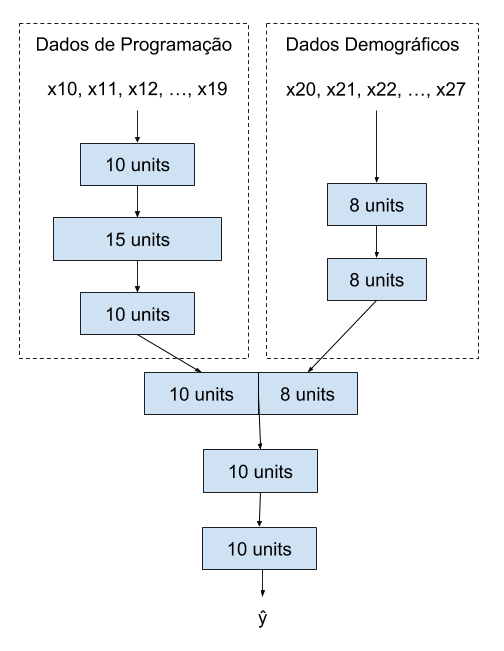 Dados de Programação
x10, x11, x12, …, x19
10 units
15 units
10 units
Dados Demográficos
x20, x21, x22, …, x27
8 units
8 units
10 units
8 units
10 units
10 units
ŷ